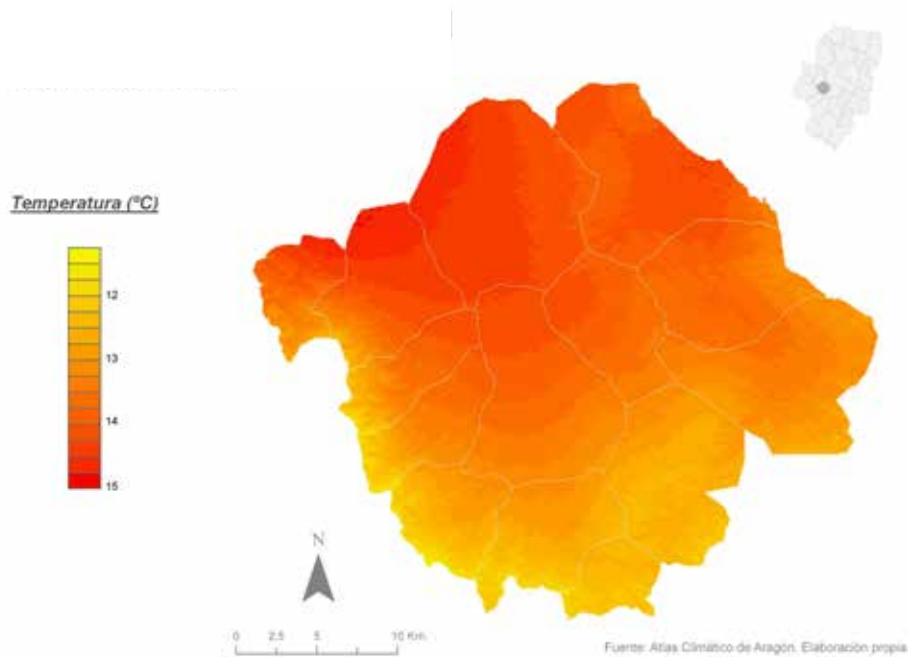 Temperatura (ºC)
12
13
14
15
N
0 2,5 5 10 Km.
Fuente: Atlas Climático de Aragón. Elaboración propia